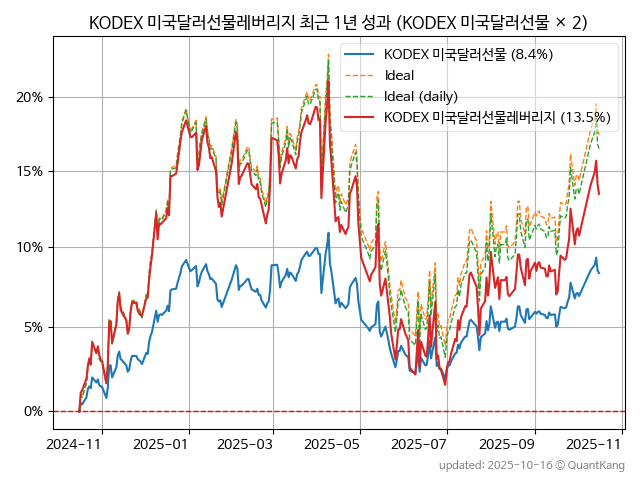 KODEX 미국달러선물레버리지 최근 1년 성과 (KODEX 미국달러선물 × 2)
KODEX 미국달러선물 (8.4%)
Ideal
Ideal (daily)
KODEX 미국달러선물레버리지 (13.5%)
20%
15%
10%
5%
0%
2024-11 2025-01 2025-03 2025-05 2025-07 2025-09 2025-11
updated: 2025-10-16 © QuantKang